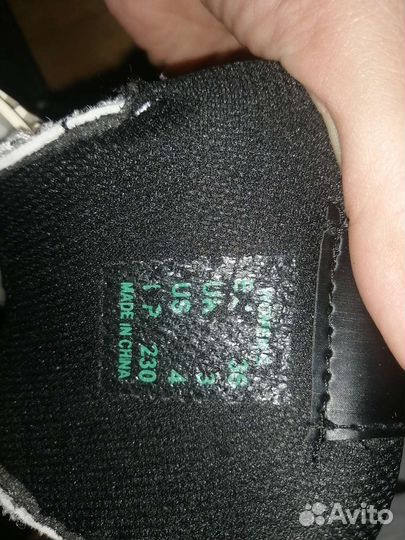 WOMEN'S
E 36
UK 3
US 4
P 230
MADE IN CHINA
Avito